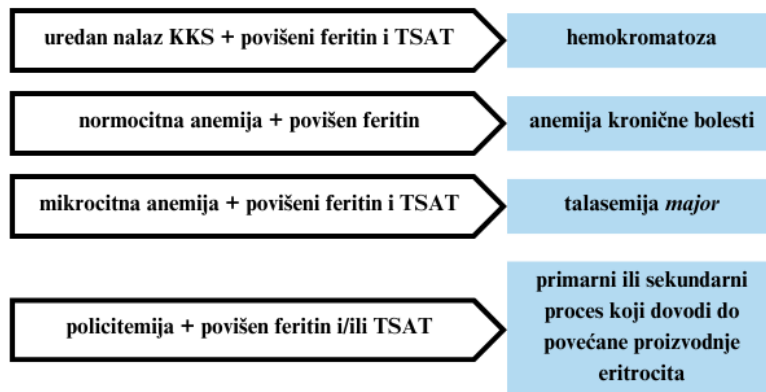 uredan nalaz KKS + povišeni feritin i TSAT
hemokromatoza
normocitna anemija + povišen feritin
anemija kronične bolesti
mikrocitna anemija + povišeni feritin i TSAT
talasemija major
policitemija + povišen feritin i/ili TSAT
primarni ili sekundarni
proces koji dovodi do
povećane proizvodnje
eritrocita